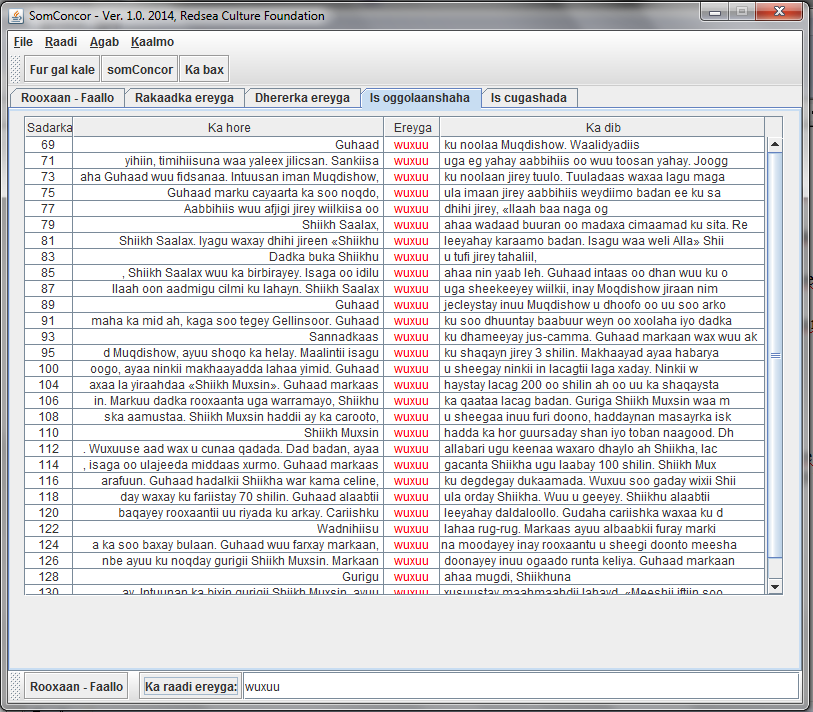 SomConcor - Ver. 1.0. 2014, Redsea Culture Foundation
File Raadi Agab Kaalmo
Fur gal kale somConcor Ka bax
Rooxaan - Faallo Rakaadka ereyga Dhererka ereyga Is oggolaanshaha Is cugashada
Sadarka Ka hore Ereyga Ka dib
69 Guhaad wuxuu ku noolaa Muqdishow. Waalidyadiis
71 yihiin, timihiisuna waa yaleex jilicsan. Sankiisa wuxuu uga eg yahay aabbihiis oo wuu toosan yahay. Joogg
73 aha Guhaad wuu fidsanaa. Intuusan iman Muqdishow, wuxuu ku noolaan jirey tuulo. Tuuladaas waxaa lagu maga
75 Guhaad marku cayaarta ka soo noqdo, wuxuu ula imaan jirey aabbihiis weydiimo badan ee ku sa
77 Aabbihiis wuu afjigi jirey wiilkiisa oo wuxuu dhihi jirey, «Ilaah baa naga og
79 Shiikh Saalax, wuxuu ahaa wadaad buuran oo madaxa cimaamad ku sita. Re
81 Shiikh Saalax. Iyagu waxay dhihi jireen «Shiikhu wuxuu leeyahay karaamo badan. Isagu waa weli Alla» Shii
83 Dadka buka Shiikhu wuxuu u tufi jirey tahaliil,
85 , Shiikh Saalax wuu ka birbirayey. Isaga oo idilu wuxuu ahaa nin yaab leh. Guhaad intaas oo dhan wuu ku o
87 Ilaah oon aadmigu cilmi ku lahayn. Shiikh Saalax wuxuu uga sheekeeyey wiilkii, inay Moqdishow jiraan nim
89 Guhaad wuxuu jecleystay inuu Muqdishow u dhoofo oo uu soo arko
91 maha ka mid ah, kaga soo tegey Gellinsoor. Guhaad wuxuu ku soo dhuuntay baabuur weyn oo xoolaha iyo dadka
93 Sannadkaas wuxuu ku dhameeyay jus-camma. Guhaad markaan wax wuu ak
95 d Muqdishow, ayuu shoqo ka helay. Maalintii isagu wuxuu ku shaqayn jirey 3 shilin. Makhaayad ayaa habarya
100 oogo, ayaa ninkii makhaayadda lahaa yimid. Guhaad wuxuu u sheegay ninkii in lacagtii laga xaday. Ninkii w
104 axaa la yiraahdaa «Shiikh Muxsin». Guhaad markaas wuxuu haystay lacag 200 oo shilin ah oo uu ka shaqaysta
106 in. Markuu dadka rooxaanta uga warramayo, Shiikhu wuxuu ka qaataa lacag badan. Guriga Shiikh Muxsin waa m
108 ska aamustaa. Shiikh Muxsin haddii ay ka carooto, wuxuu u sheegaa inuu furi doono, haddaynan masayrka isk
110 Shiikh Muxsin wuxuu hadda ka hor guursaday shan iyo toban naagood. Dh
112 . Wuxuuse aad wax u cunaa qadada. Dad badan, ayaa wuxuu allabari ugu keenaa waxaro dhaylo ah Shiikha, lac
114 , isaga oo ulajeeda middaas xurmo. Guhaad markaas wuxuu gacanta Shiikha ugu laabay 100 shilin. Shiikh Mux
116 arafuun. Guhaad hadalkii Shiikha war kama celine, wuxuu ku degdegay dukaamada. Wuxuu soo gaday wixii Shii
118 day waxay ku fariistay 70 shilin. Guhaad alaabtii wuxuu ula orday Shiikha. Wuu u geeyey. Shiikhu alaabtii
120 baqayey rooxaantii uu riyada ku arkay. Cariishku wuxuu leeyahay daldaloollo. Gudaha cariishka waxaa ku d
122 Wadnihiisu wuxuu lahaa rug-rug. Markaas ayuu albaabkii furay marki
124 a ka soo baxay bulaan. Guhaad wuu farxay markaan, wuxuu na moodayey inay rooxaantu u sheegi doonto meesha
126 nbe ayuu ku noqday gurigii Shiikh Muxsin. Markaan wuxuu doonayey inuu ogaado runta keliya. Guhaad markaan
128 Gurigu wuxuu ahaa mugdi, Shiikhuna
130 ay. Intuunan ka bixin gurigii Shiikh Muxsin, ayuu wuxuu xusuustay maahmaahdii lahayd, «Meeshii iftiin soo
Rooxaan - Faallo Ka raadi ereyga: wuxuu